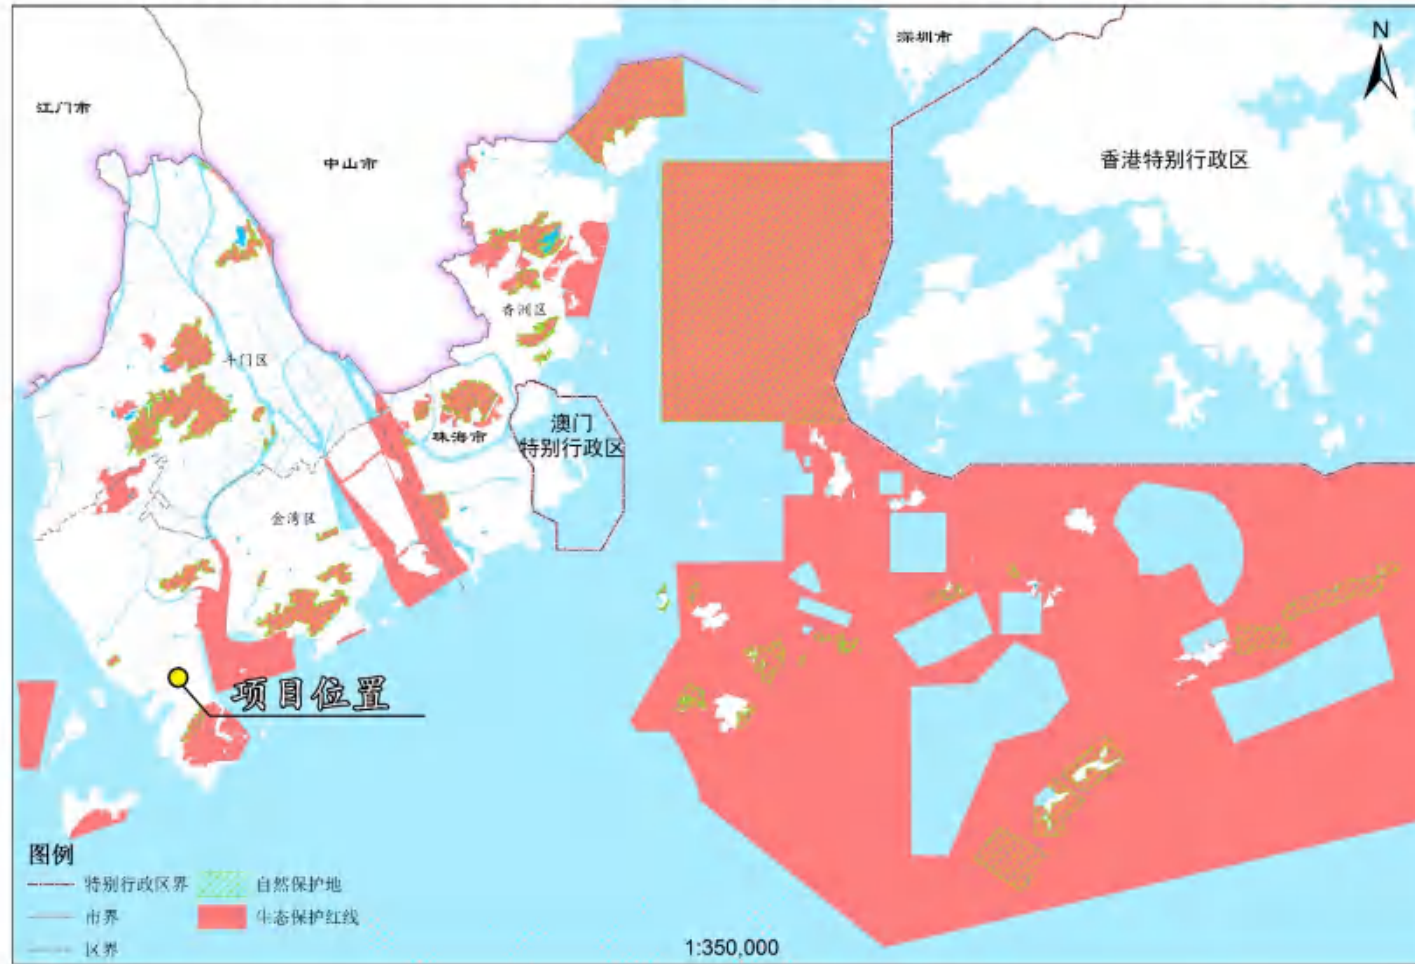 深圳市
N
江门市
中山市
香港特别行政区
香洲区
斗门区
澳门
特别行政区
珠海市
金湾区
项目位置
图例
特别行政区界
自然保护地
市界
生态保护红线
区界
1:350,000